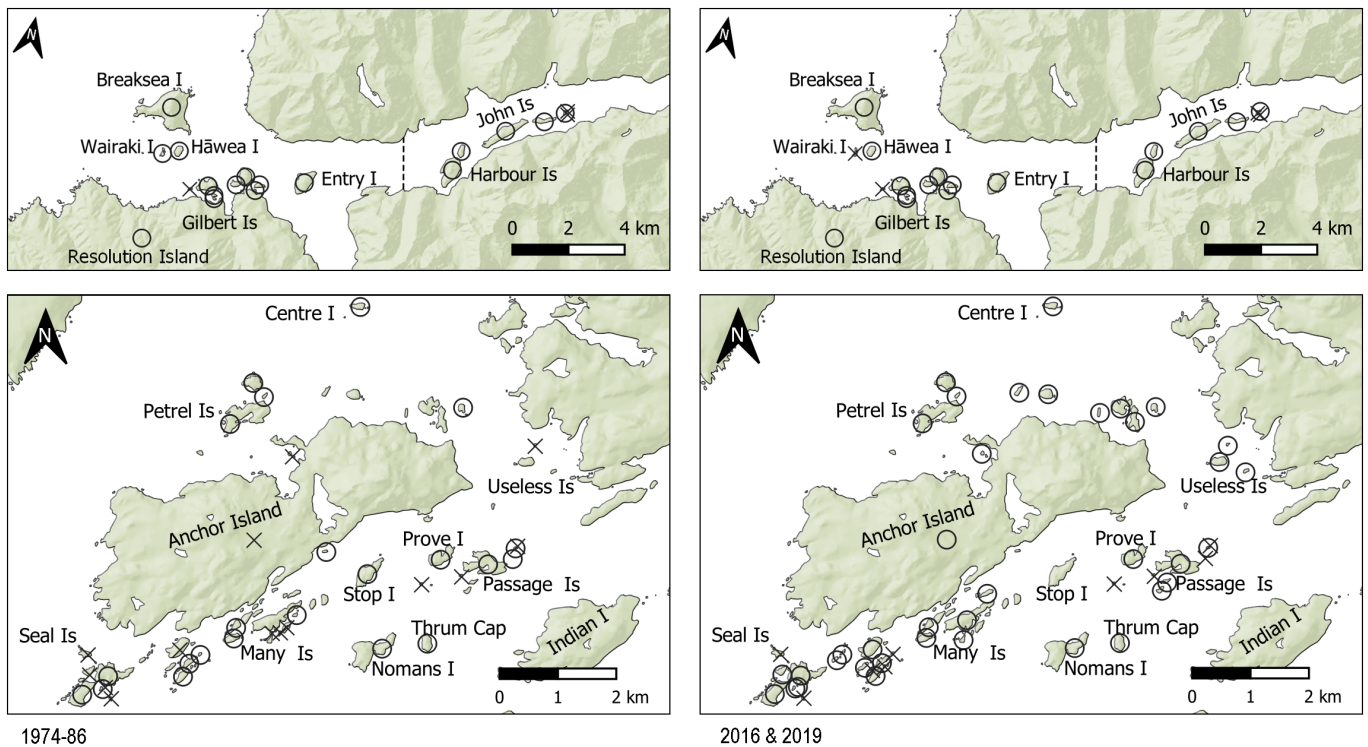 N
Breaksea I
John Is
Wairaki I
Hāwea I
Harbour Is
Entry I
Gilbert Is
0 2 4 km
Resolution Island
N
Breaksea I
John Is
Wairaki I
Hāwea I
Harbour Is
Entry I
Gilbert Is
0 2 4 km
Resolution Island
Centre I
N
Petrel Is
Useless Is
Anchor Island
Prove I
Stop I
Passage Is
Seal Is
Thrum Cap
Indian I
Many Is
Nomans I
0 1 2 km
Centre I
N
Petrel Is
Useless Is
Anchor Island
Prove I
Stop I
Passage Is
Seal Is
Thrum Cap
Indian I
Many Is
Nomans I
0 1 2 km
1974-86
2016 & 2019